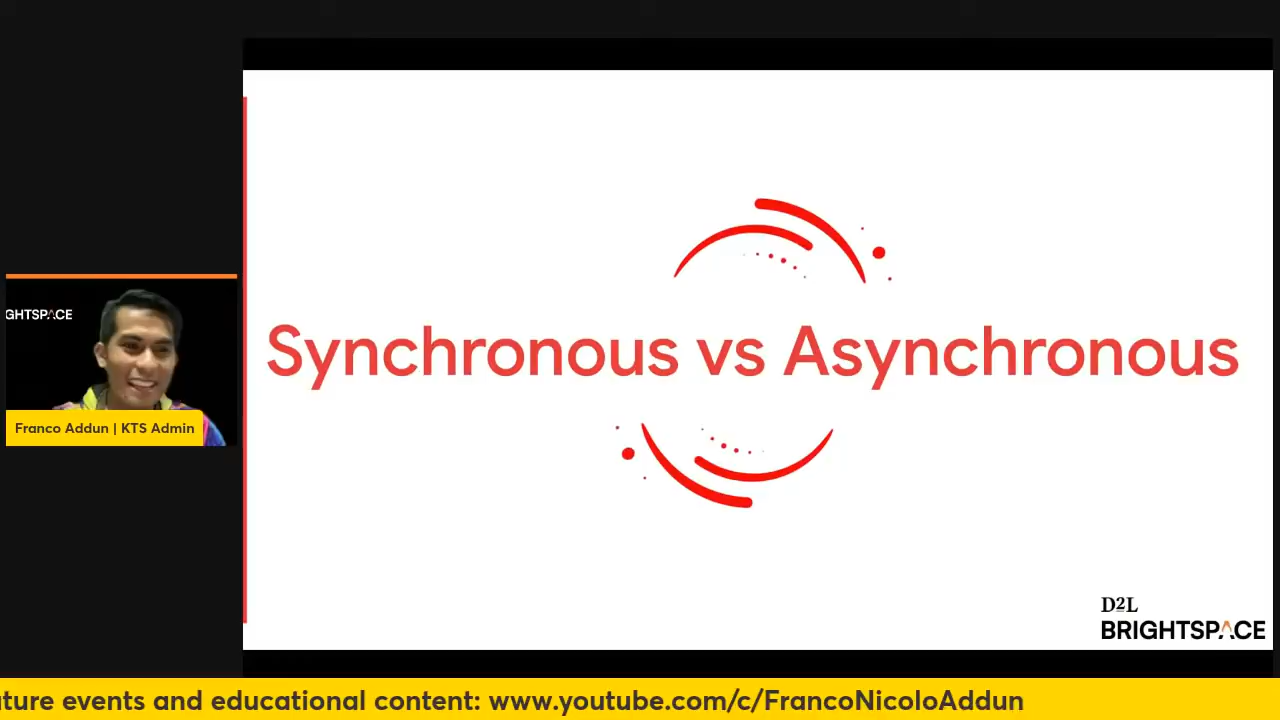 GHTSPACE
Franco Addun | KTS Admin
Synchronous vs Asynchronous
D2L
BRIGHTSPACE
ture events and educational content: www.youtube.com/c/FrancoNicoloAddun